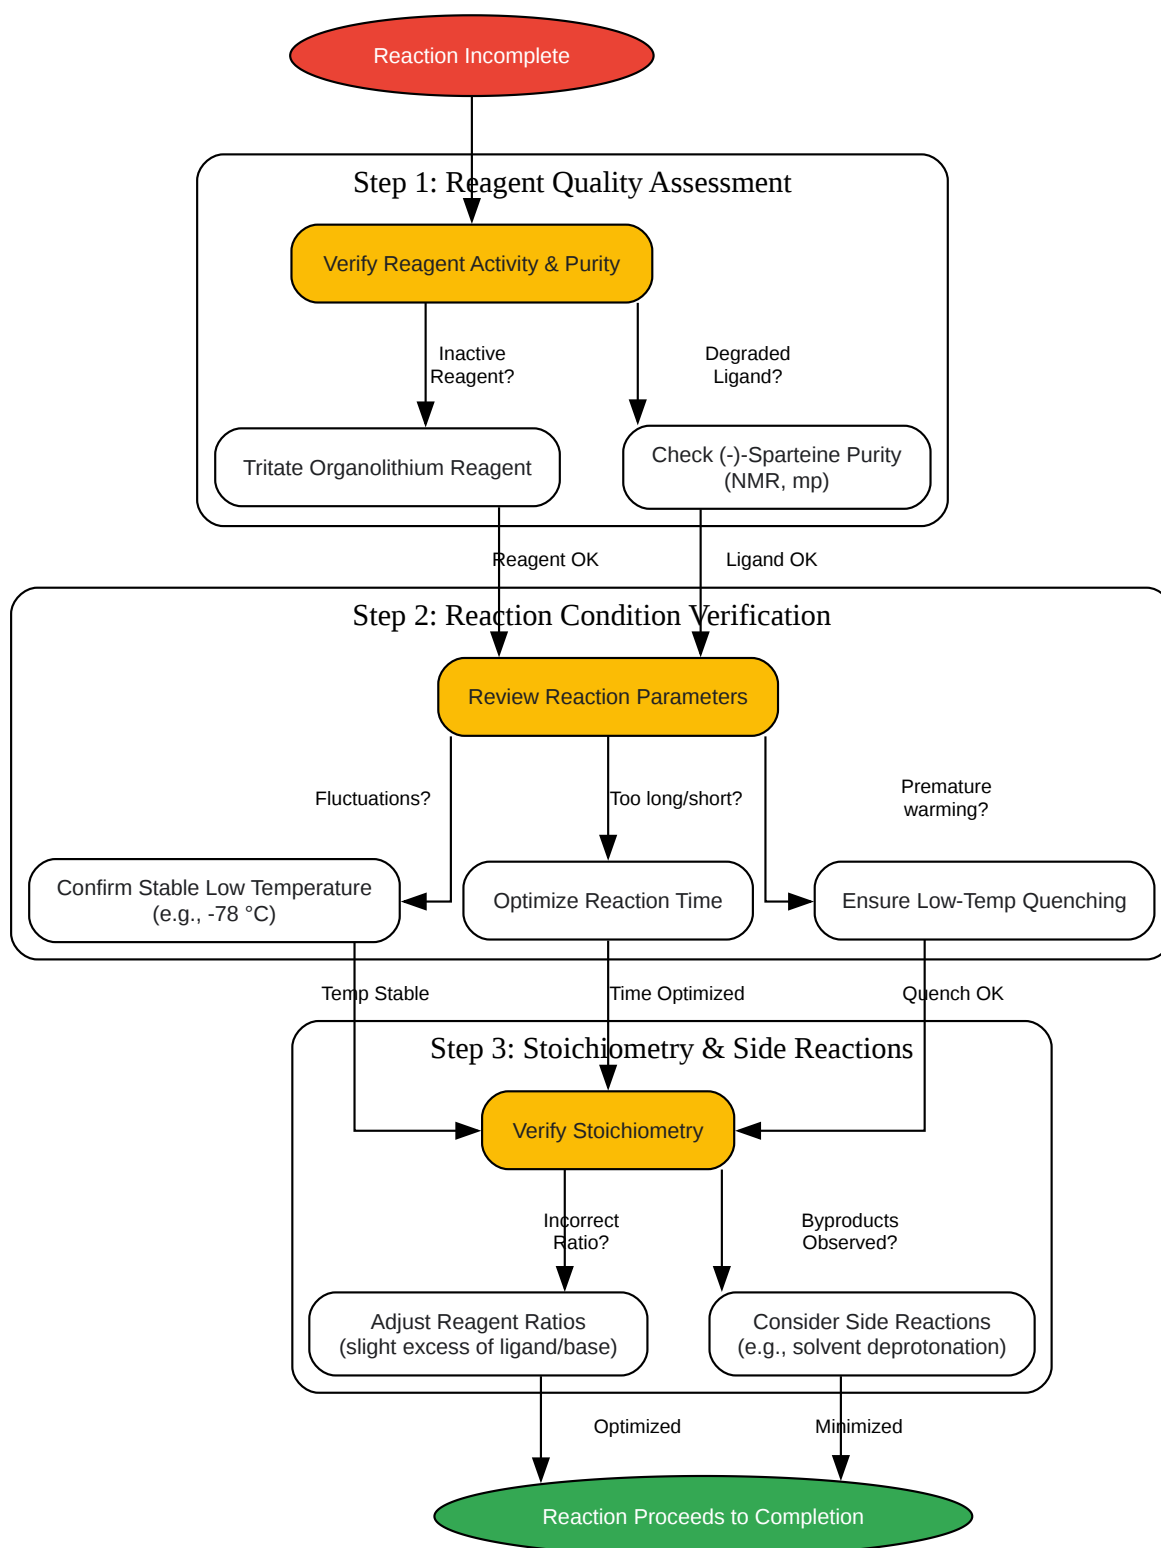 Reaction Incomplete
Step 1: Reagent Quality Assessment
Verify Reagent Activity & Purity
Inactive
Reagent?
Degraded
Ligand?
Tritate Organolithium Reagent
Check (-)-Sparteine Purity
(NMR, mp)
Reagent OK
Ligand OK
Step 2: Reaction Condition Verification
Review Reaction Parameters
Fluctuations?
Too long/short?
Premature
warming?
Confirm Stable Low Temperature
(e.g., -78 °C)
Optimize Reaction Time
Ensure Low-Temp Quenching
Temp Stable
Time Optimized
Quench OK
Step 3: Stoichiometry & Side Reactions
Verify Stoichiometry
Incorrect
Ratio?
Byproducts
Observed?
Adjust Reagent Ratios
(slight excess of ligand/base)
Consider Side Reactions
(e.g., solvent deprotonation)
Optimized
Minimized
Reaction Proceeds to Completion